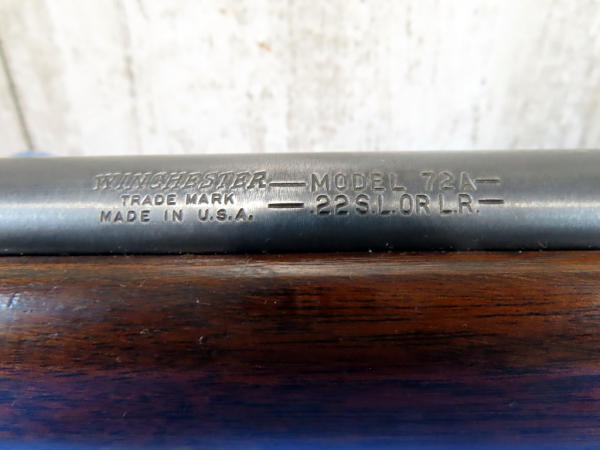 WINCHESTER — MODEL 72A —
TRADE MARK
MADE IN U.S.A. — .22 S.L. OR L.R. —